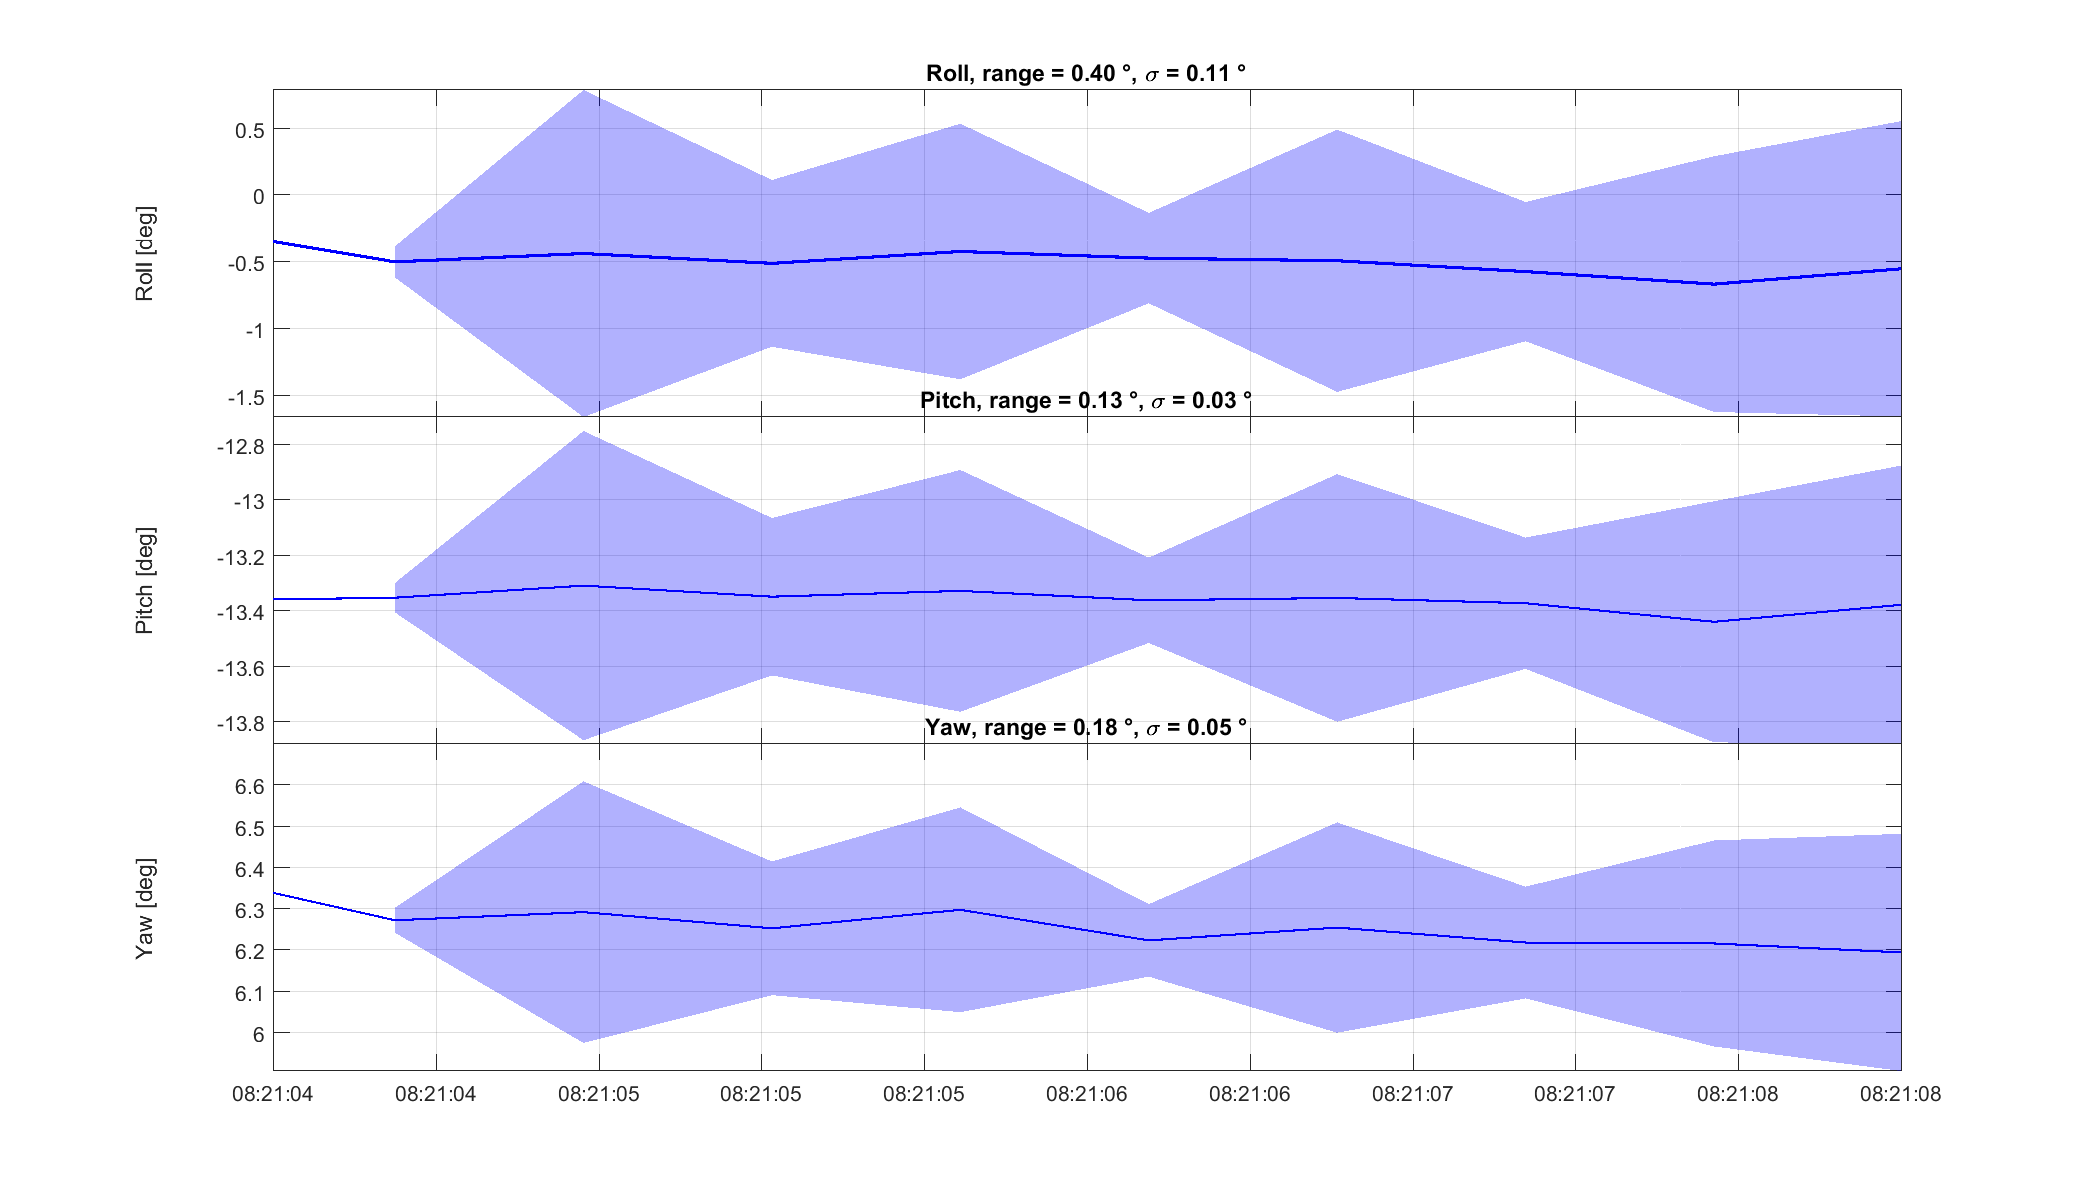 Roll, range = 0.40 °, σ = 0.11 °
0.5
0
-0.5
-1
-1.5
Roll [deg]
Pitch, range = 0.13 °, σ = 0.03 °
-12.8
-13
-13.2
-13.4
-13.6
-13.8
Pitch [deg]
Yaw, range = 0.18 °, σ = 0.05 °
6.6
6.5
6.4
6.3
6.2
6.1
6
Yaw [deg]
08:21:04 08:21:04 08:21:05 08:21:05 08:21:05 08:21:06 08:21:06 08:21:07 08:21:07 08:21:08 08:21:08